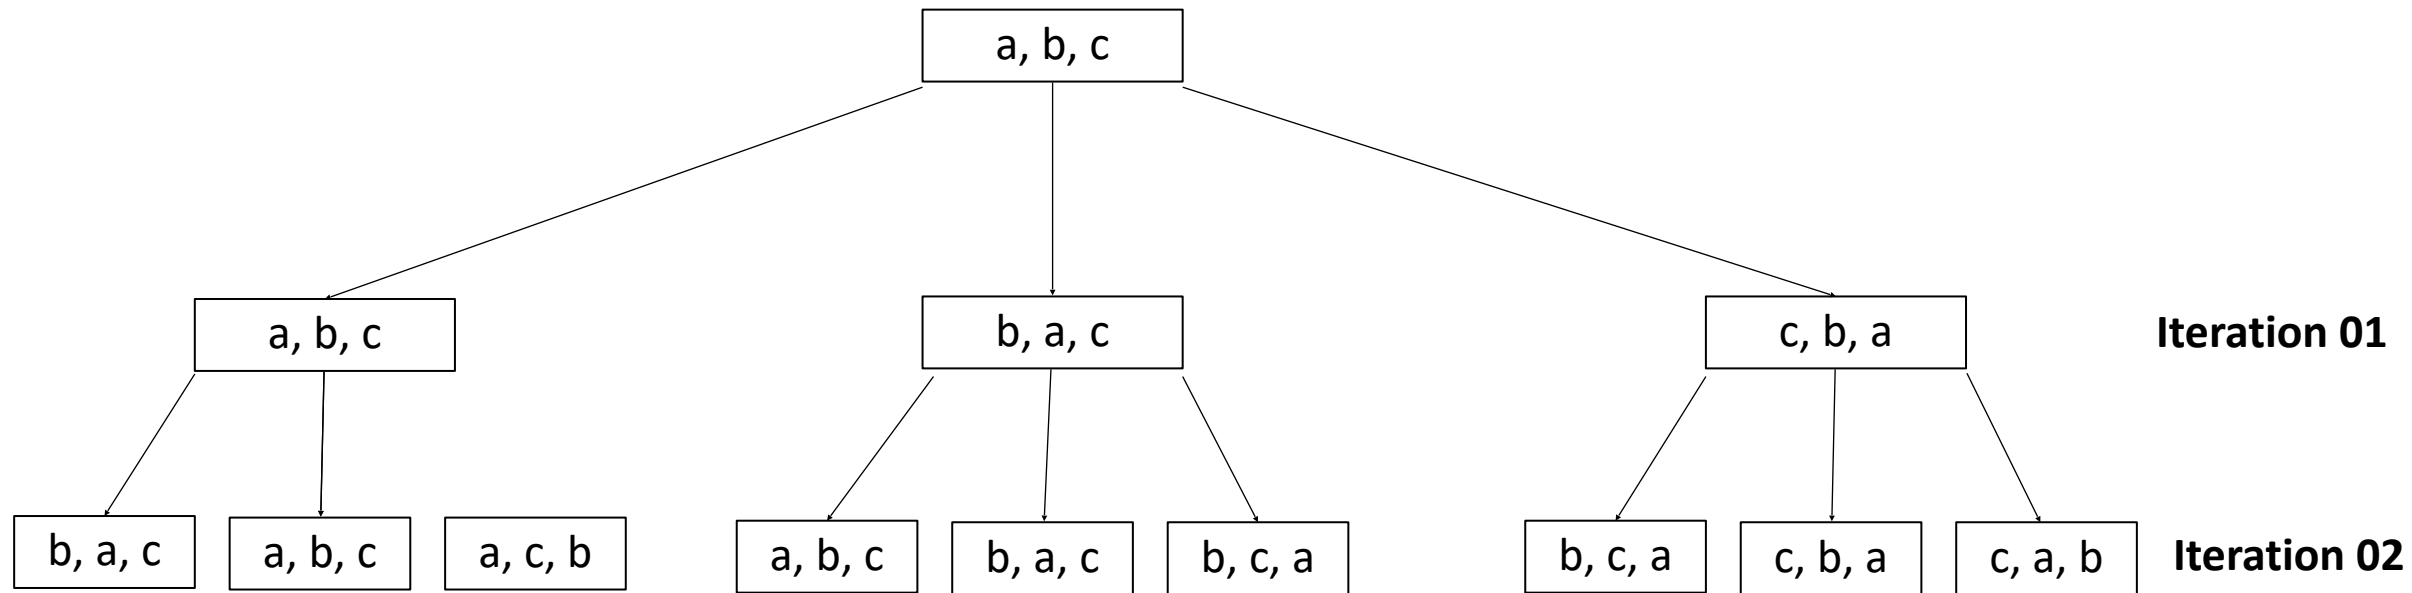 a, b, c
a, b, c
b, a, c
c, b, a
Iteration 01
b, a, c
a, b, c
a, c, b
a, b, c
b, a, c
b, c, a
b, c, a
c, b, a
c, a, b
Iteration 02